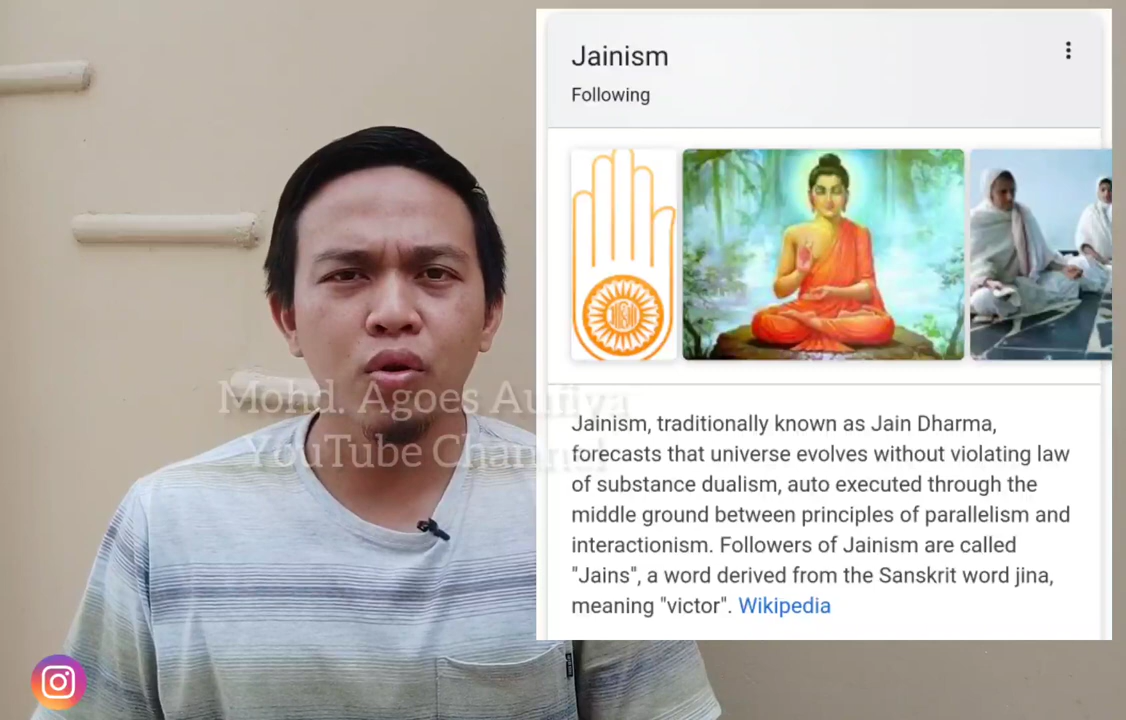 Jainism
Following
Jainism, traditionally known as Jain Dharma,
forecasts that universe evolves without violating law
of substance dualism, auto executed through the
middle ground between principles of parallelism and
interactionism. Followers of Jainism are called
"Jains", a word derived from the Sanskrit word jina,
meaning "victor". Wikipedia
Mohd. Agoes Aufiya
YouTube Channel